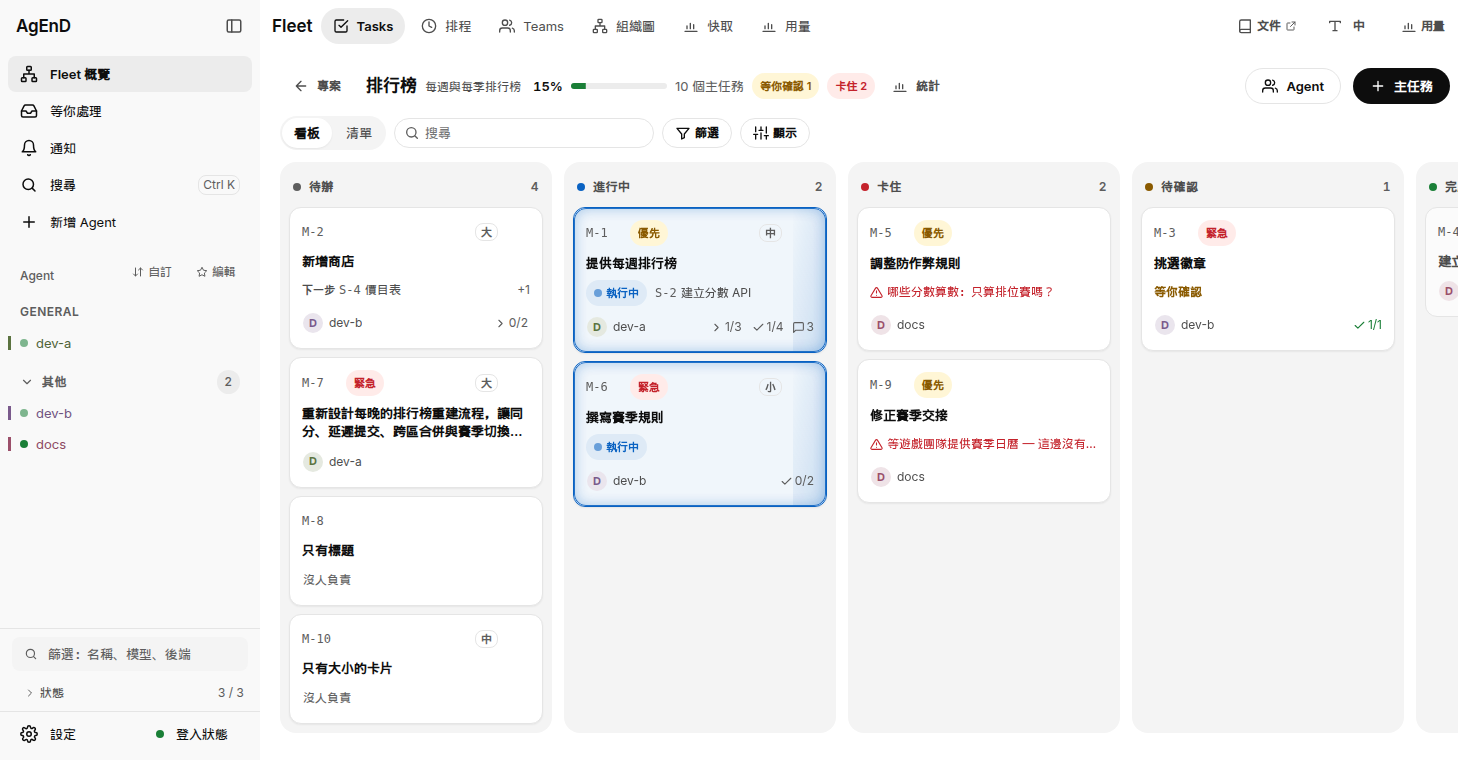 AgEnD
Fleet 概覽
等你處理
通知
搜尋 Ctrl K
新增 Agent
Agent 自訂 編輯
GENERAL
dev-a
其他 2
dev-b
docs
篩選：名稱、模型、後端
狀態 3 / 3
設定 登入狀態
Fleet Tasks 排程 Teams 組織圖 快取 用量 文件 中 用量
專案 排行榜 每週與每季排行榜 15% 10 個主任務 等你確認 1 卡住 2 統計 Agent 主任務
看板 清單 搜尋 篩選 顯示
待辦 4
M-2 大
新增商店
下一步 S-4 價目表 +1
D dev-b 0/2
M-7 緊急 大
重新設計每晚的排行榜重建流程，讓同
分、延遲提交、跨區合併與賽季切換...
D dev-a
M-8
只有標題
沒人負責
M-10 中
只有大小的卡片
沒人負責
進行中 2
M-1 優先 中
提供每週排行榜
執行中 S-2 建立分數 API
D dev-a 1/3 1/4 3
M-6 緊急 小
撰寫賽季規則
執行中
D dev-b 0/2
卡住 2
M-5 優先
調整防作弊規則
哪些分數算數：只算排位賽嗎？
D docs
M-9 優先
修正賽季交接
等遊戲團隊提供賽季日曆 — 這邊沒有...
D docs
待確認 1
M-3 緊急
挑選徽章
等你確認
D dev-b 1/1
完
M-4
建立
D